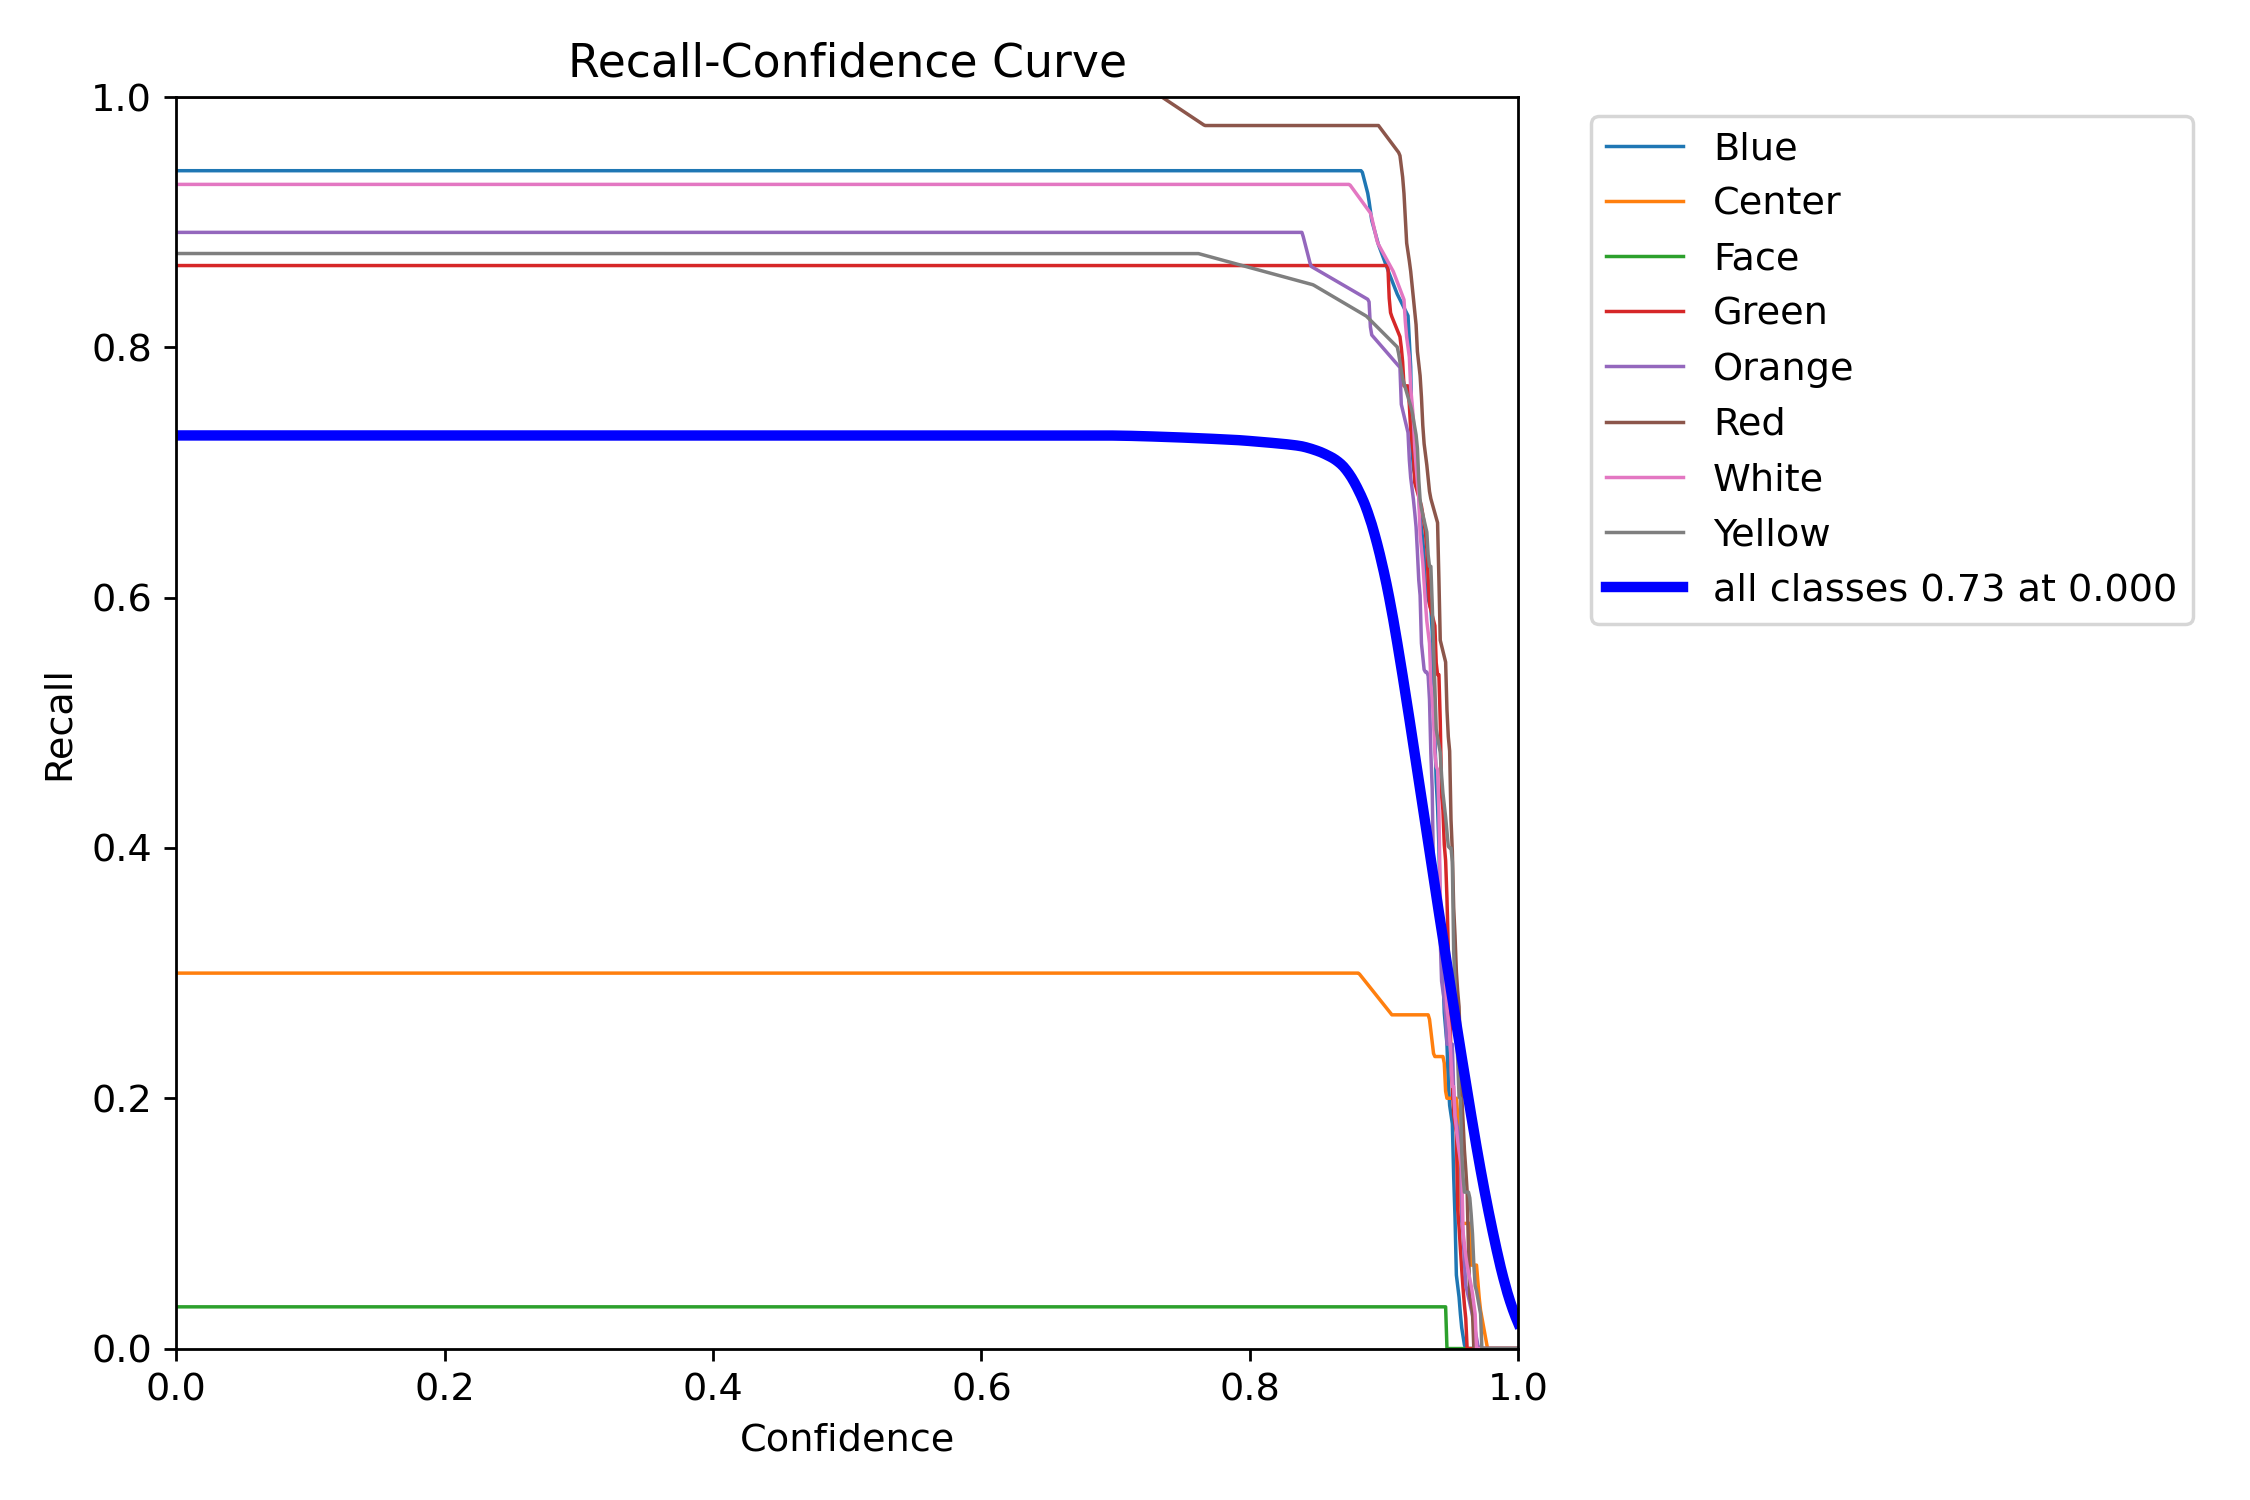 Recall-Confidence Curve
1.0
0.8
0.6
0.4
0.2
0.0
Recall
0.0 0.2 0.4 0.6 0.8 1.0
Confidence
Blue
Center
Face
Green
Orange
Red
White
Yellow
all classes 0.73 at 0.000